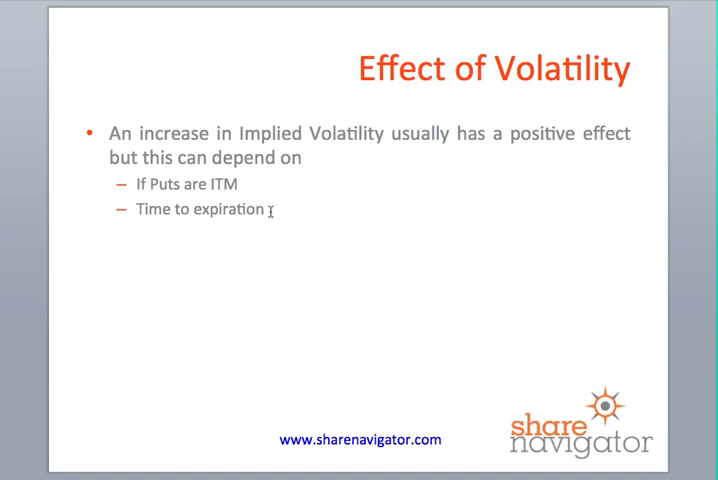 Effect of Volatility
• An increase in Implied Volatility usually has a positive effect
but this can depend on
– If Puts are ITM
– Time to expiration
share
navigator
www.sharenavigator.com